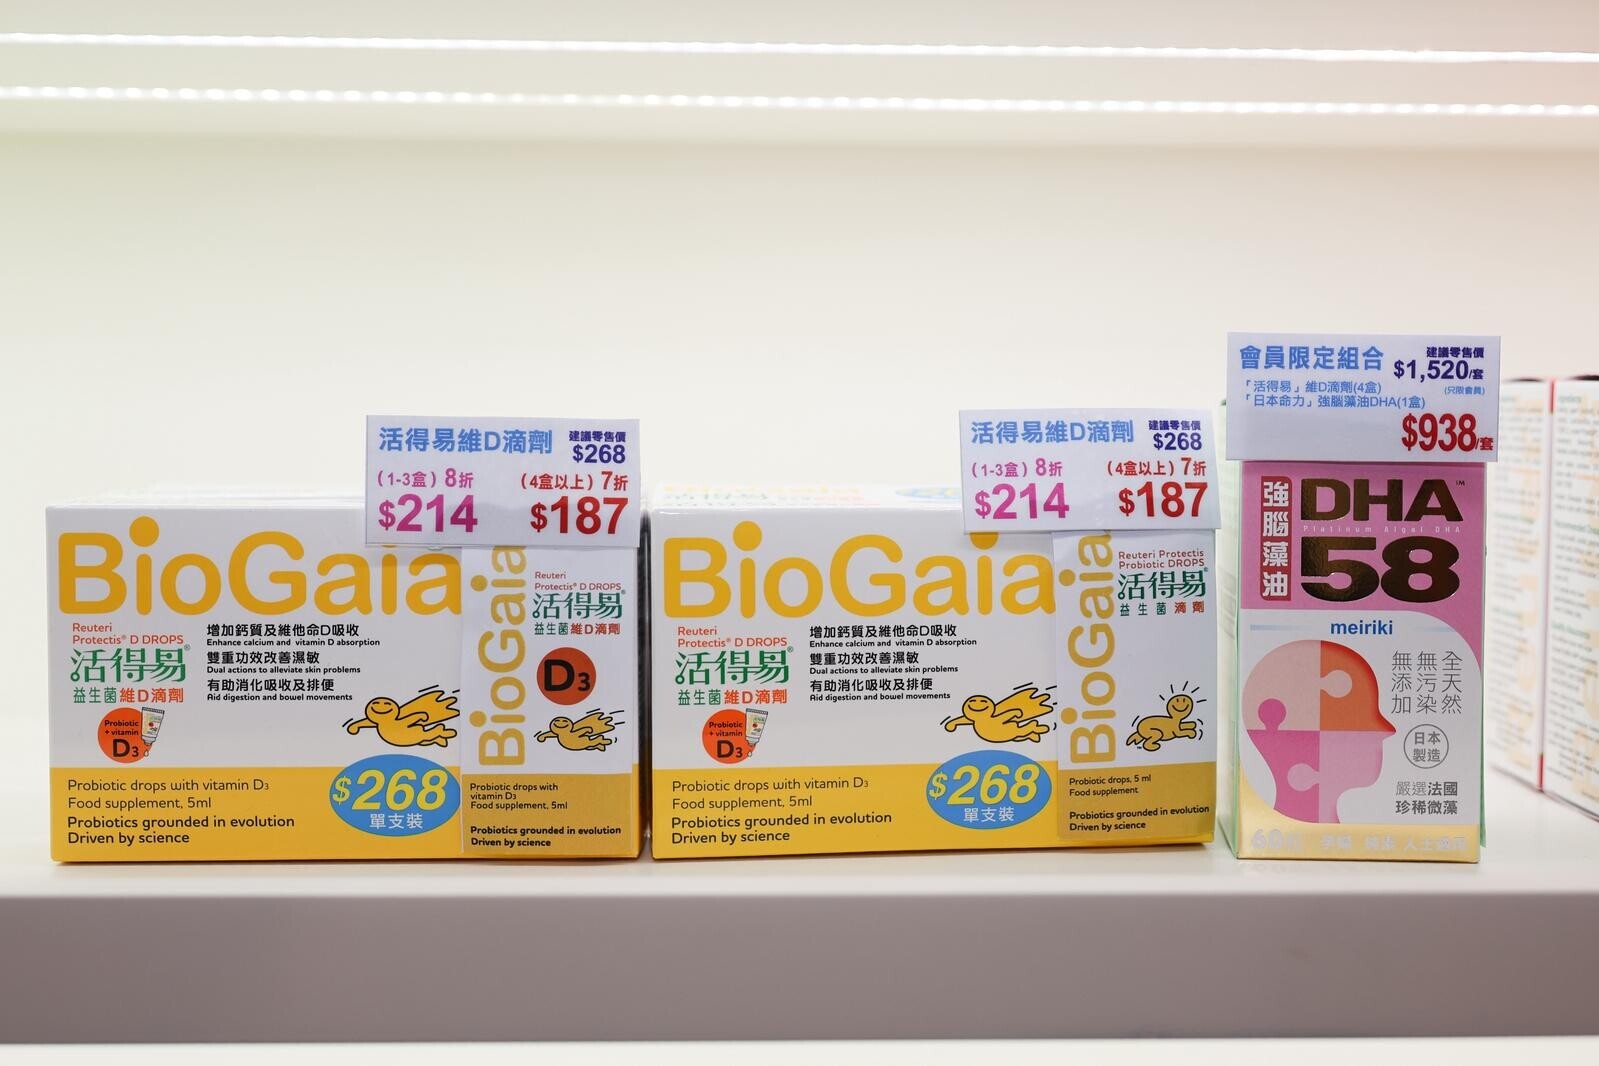 活得易維D滴劑
建議零售價
$268
(1-3盒) 8折
$214
(4盒以上) 7折
$187
BioGaia
Reuteri
Protectis® D DROPS
活得易®
益生菌維D滴劑
增加鈣質及維他命D吸收
Enhance calcium and vitamin D absorption
雙重功效改善濕敏
Dual actions to alleviate skin problems
有助消化吸收及排便
Aid digestion and bowel movements
Probiotic
+ vitamin
D3
Probiotic drops with vitamin D3
Food supplement, 5ml
Probiotics grounded in evolution
Driven by science
$268
單支裝
BioGaia
Reuteri
Protectis® D DROPS
活得易®
益生菌維D滴劑
D3
Probiotic drops with
vitamin D3
Food supplement, 5ml
Probiotics grounded in evolution
Driven by science
活得易維D滴劑
建議零售價
$268
(1-3盒) 8折
$214
(4盒以上) 7折
$187
BioGaia
Reuteri
Protectis® D DROPS
活得易®
益生菌維D滴劑
增加鈣質及維他命D吸收
Enhance calcium and vitamin D absorption
雙重功效改善濕敏
Dual actions to alleviate skin problems
有助消化吸收及排便
Aid digestion and bowel movements
Probiotic
+ vitamin
D3
Probiotic drops with vitamin D3
Food supplement, 5ml
Probiotics grounded in evolution
Driven by science
$268
單支裝
BioGaia
Reuteri Protectis
Probiotic DROPS
活得易®
益生菌滴劑
Probiotic drops, 5 ml
Food supplement
Probiotics grounded in evolution
Driven by science
會員限定組合
建議零售價
$1,520/套
(只限會員)
「活得易」維D滴劑(4盒)
「日本命力」強腦藻油DHA(1盒)
$938/套
強腦藻油
DHA™
Platinum Algal DHA
58
meiriki
全天然
無污染
無添加
日本
製造
嚴選法國
珍稀微藻
60